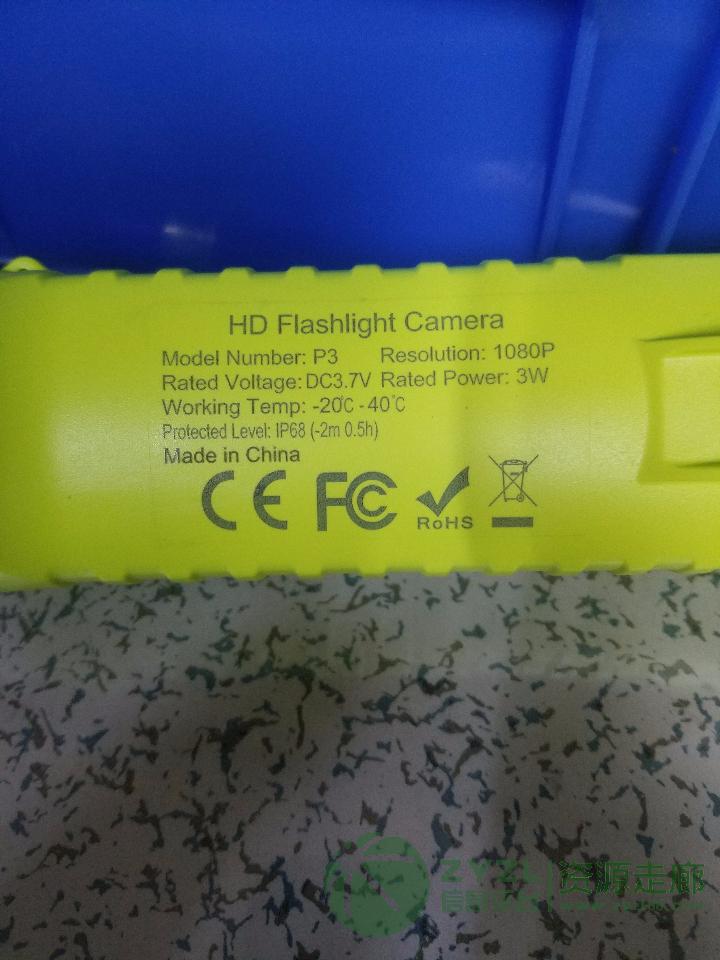 HD Flashlight Camera
Model Number: P3 Resolution: 1080P
Rated Voltage: DC3.7V Rated Power: 3W
Working Temp: -20℃ - 40℃
Protected Level: IP68 (-2m 0.5h)
Made in China
CE FC RoHS
ZYZL 资源走廊